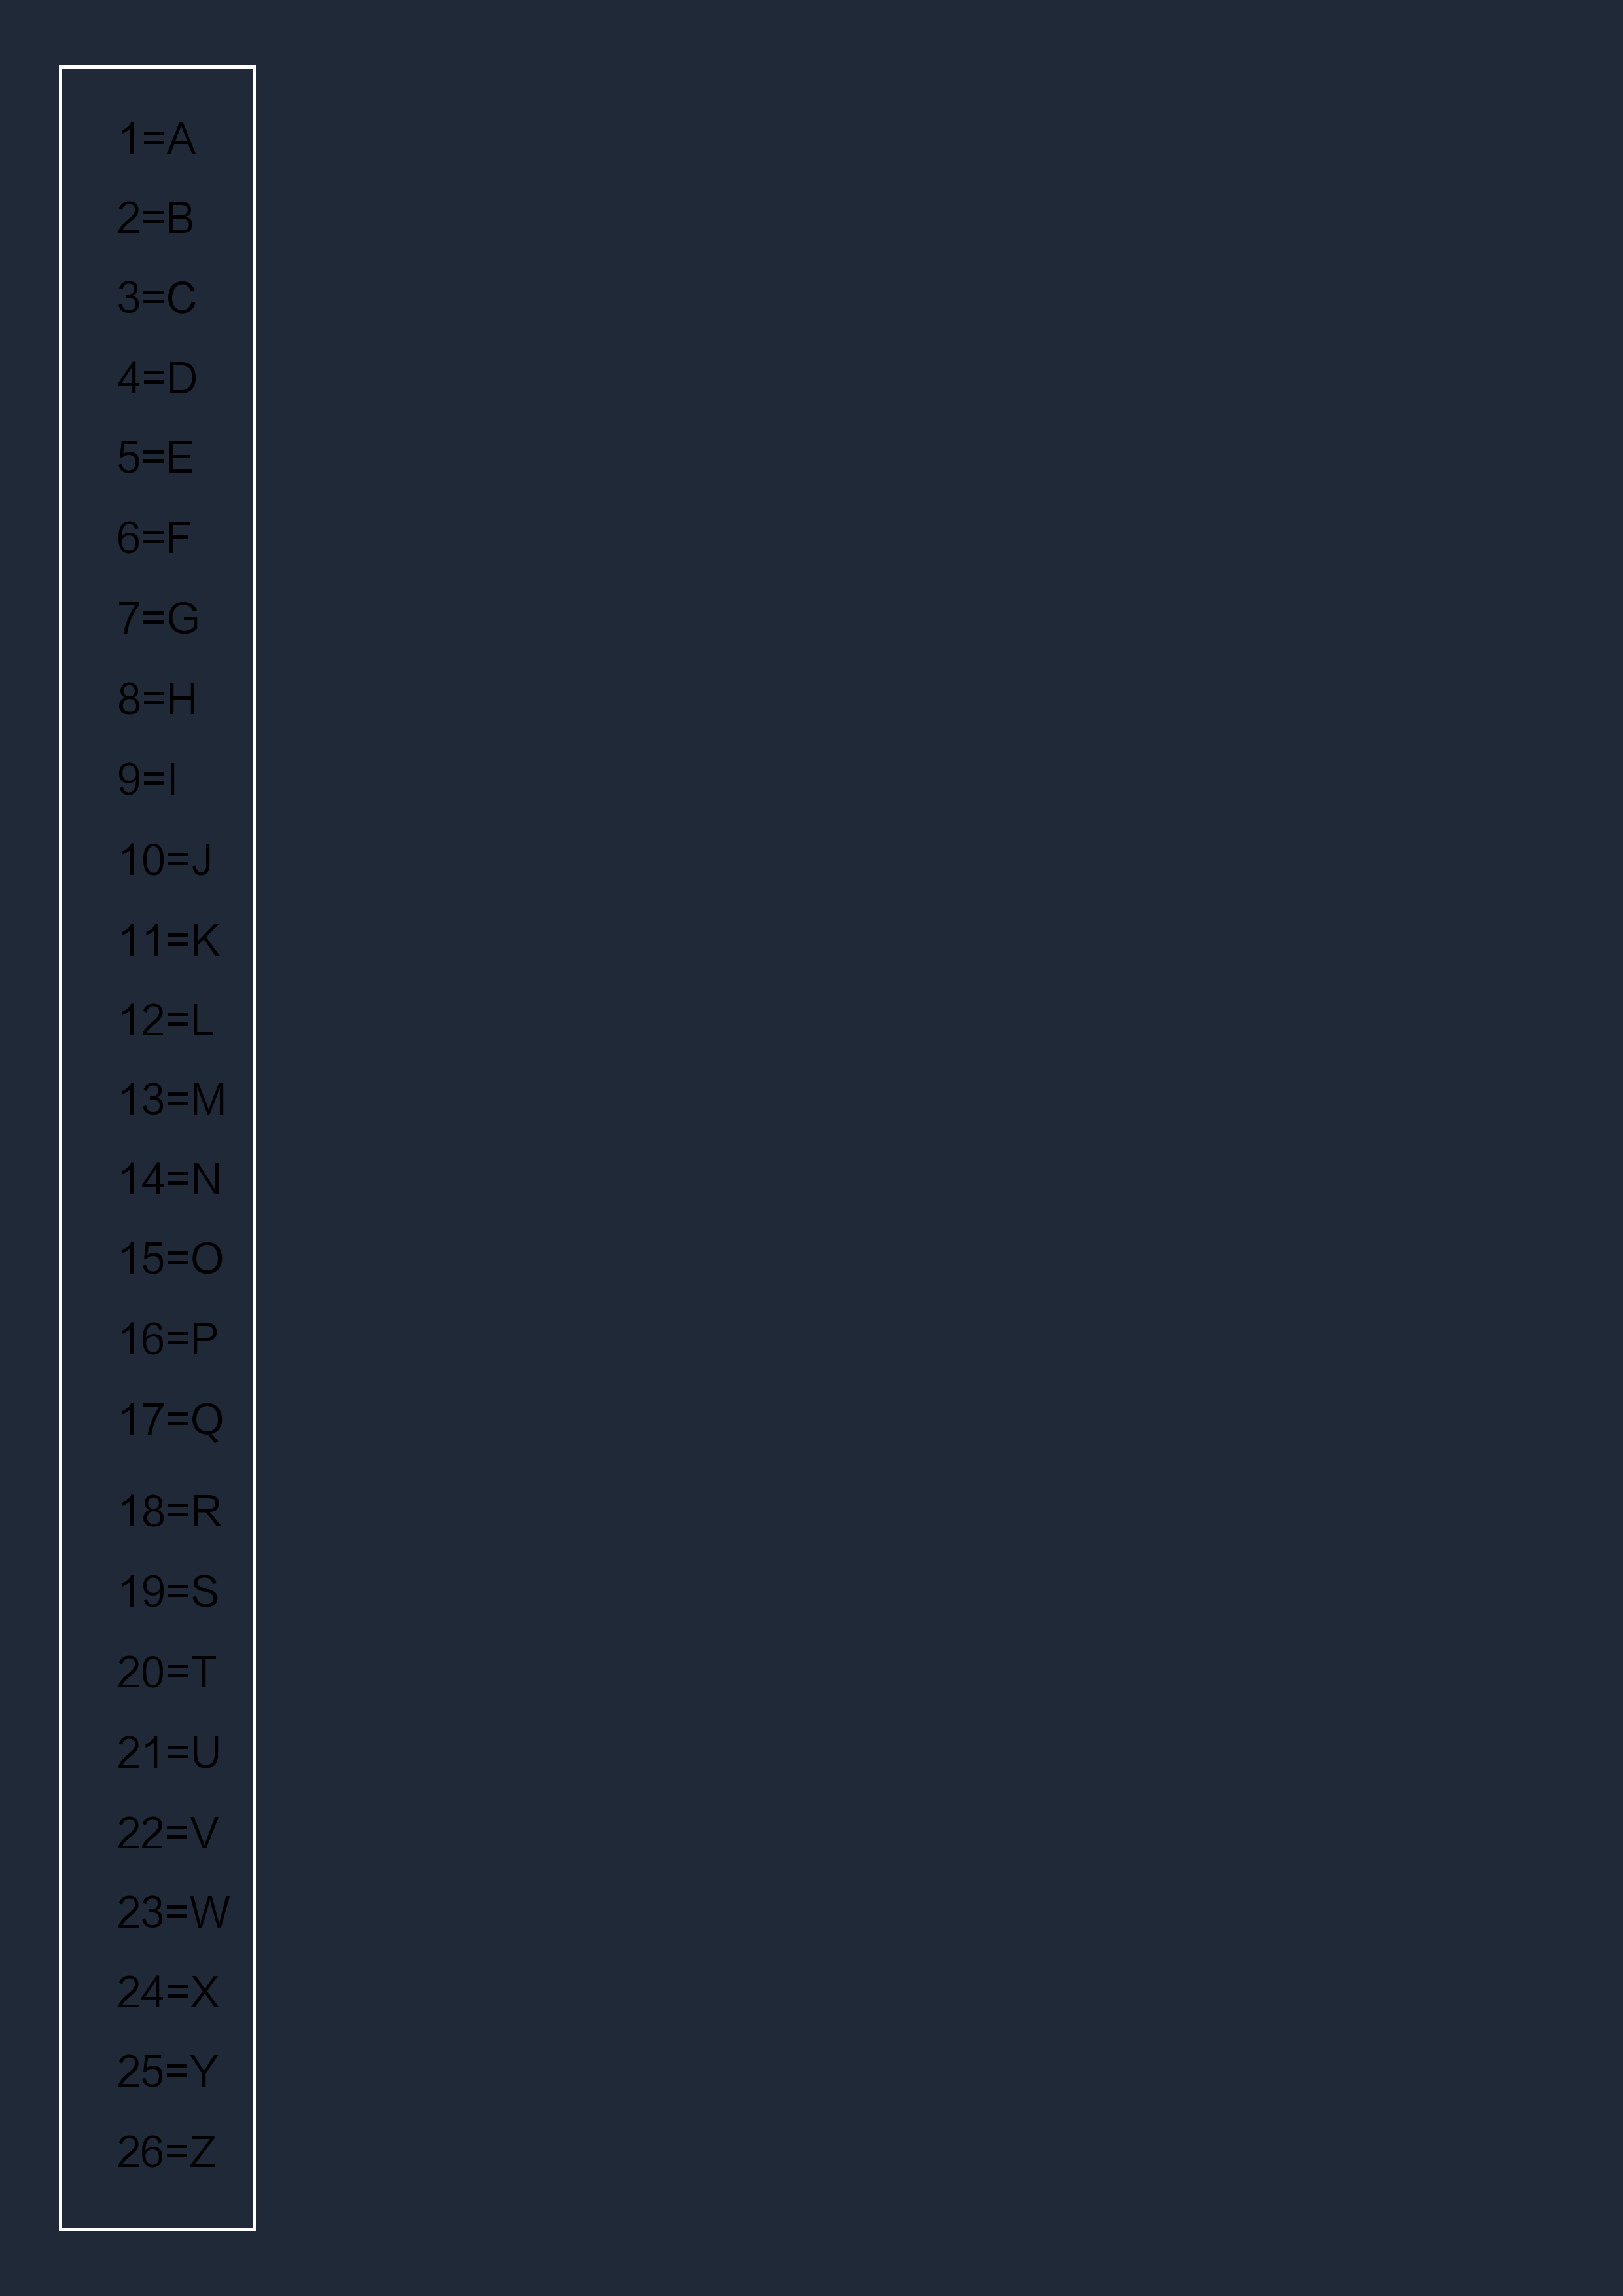 1=A
2=B
3=C
4=D
5=E
6=F
7=G
8=H
9=I
10=J
11=K
12=L
13=M
14=N
15=O
16=P
17=Q
18=R
19=S
20=T
21=U
22=V
23=W
24=X
25=Y
26=Z